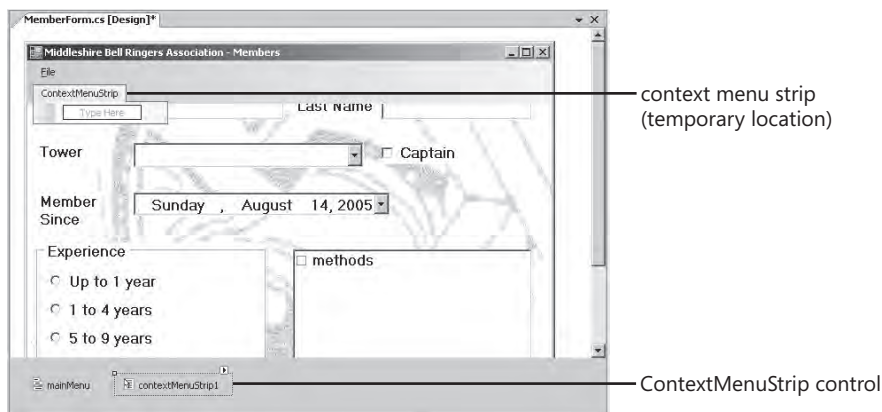 MemberForm.cs [Design]*
Middleshire Bell Ringers Association - Members
File
ContextMenuStrip
Type Here
Last Name
Tower
Captain
Member
Since
Sunday , August 14, 2005
Experience
Up to 1 year
1 to 4 years
5 to 9 years
methods
mainMenu
contextMenuStrip1
context menu strip
(temporary location)
ContextMenuStrip control